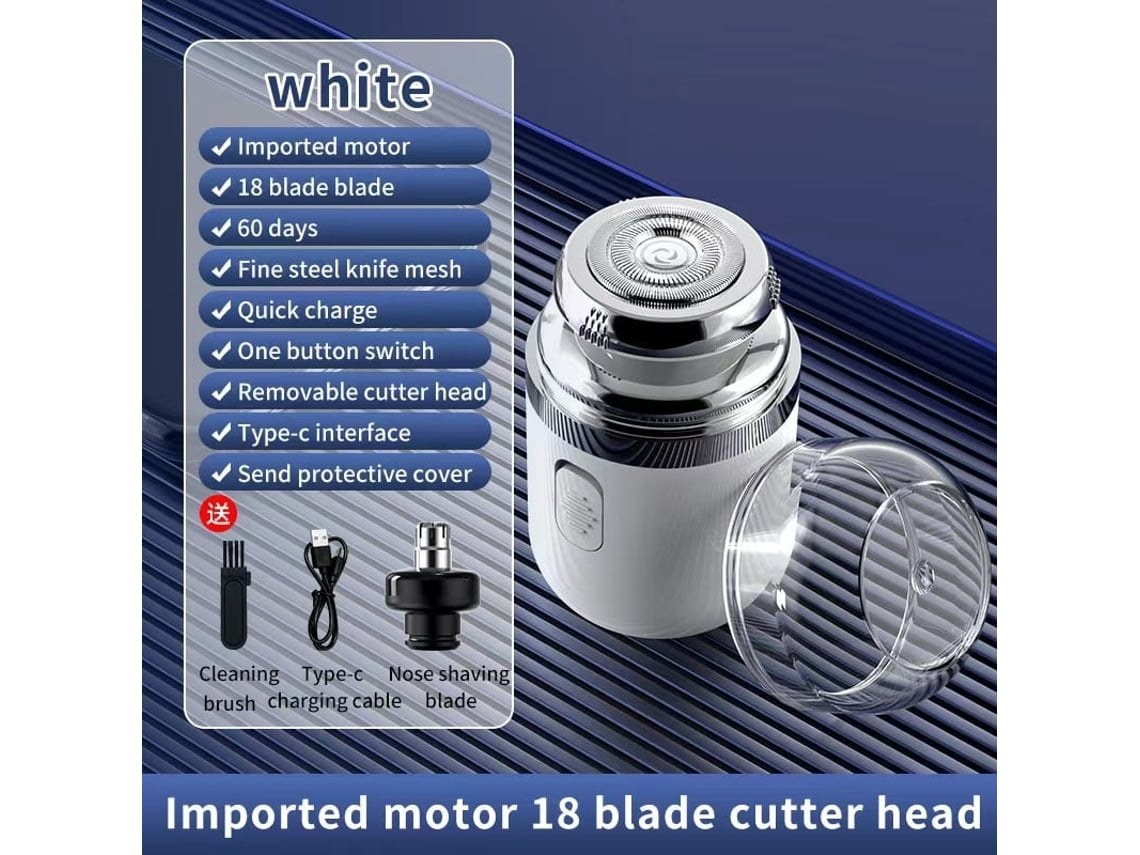 white
✓ Imported motor
✓ 18 blade blade
✓ 60 days
✓ Fine steel knife mesh
✓ Quick charge
✓ One button switch
✓ Removable cutter head
✓ Type-c interface
✓ Send protective cover
送
Cleaning brush
Type-c charging cable
Nose shaving blade
Imported motor 18 blade cutter head